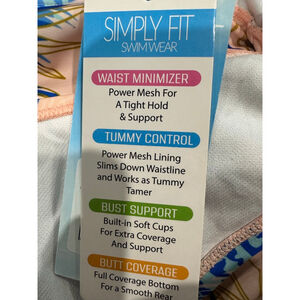 SIMPLY FIT
SWIMWEAR
WAIST MINIMIZER
Power Mesh For
A Tight Hold
& Support
TUMMY CONTROL
Power Mesh Lining
Slims Down Waistline
and Works as Tummy
Tamer
BUST SUPPORT
Built-in Soft Cups
For Extra Coverage
And Support
BUTT COVERAGE
Full Coverage Bottom
For a Smooth Rear